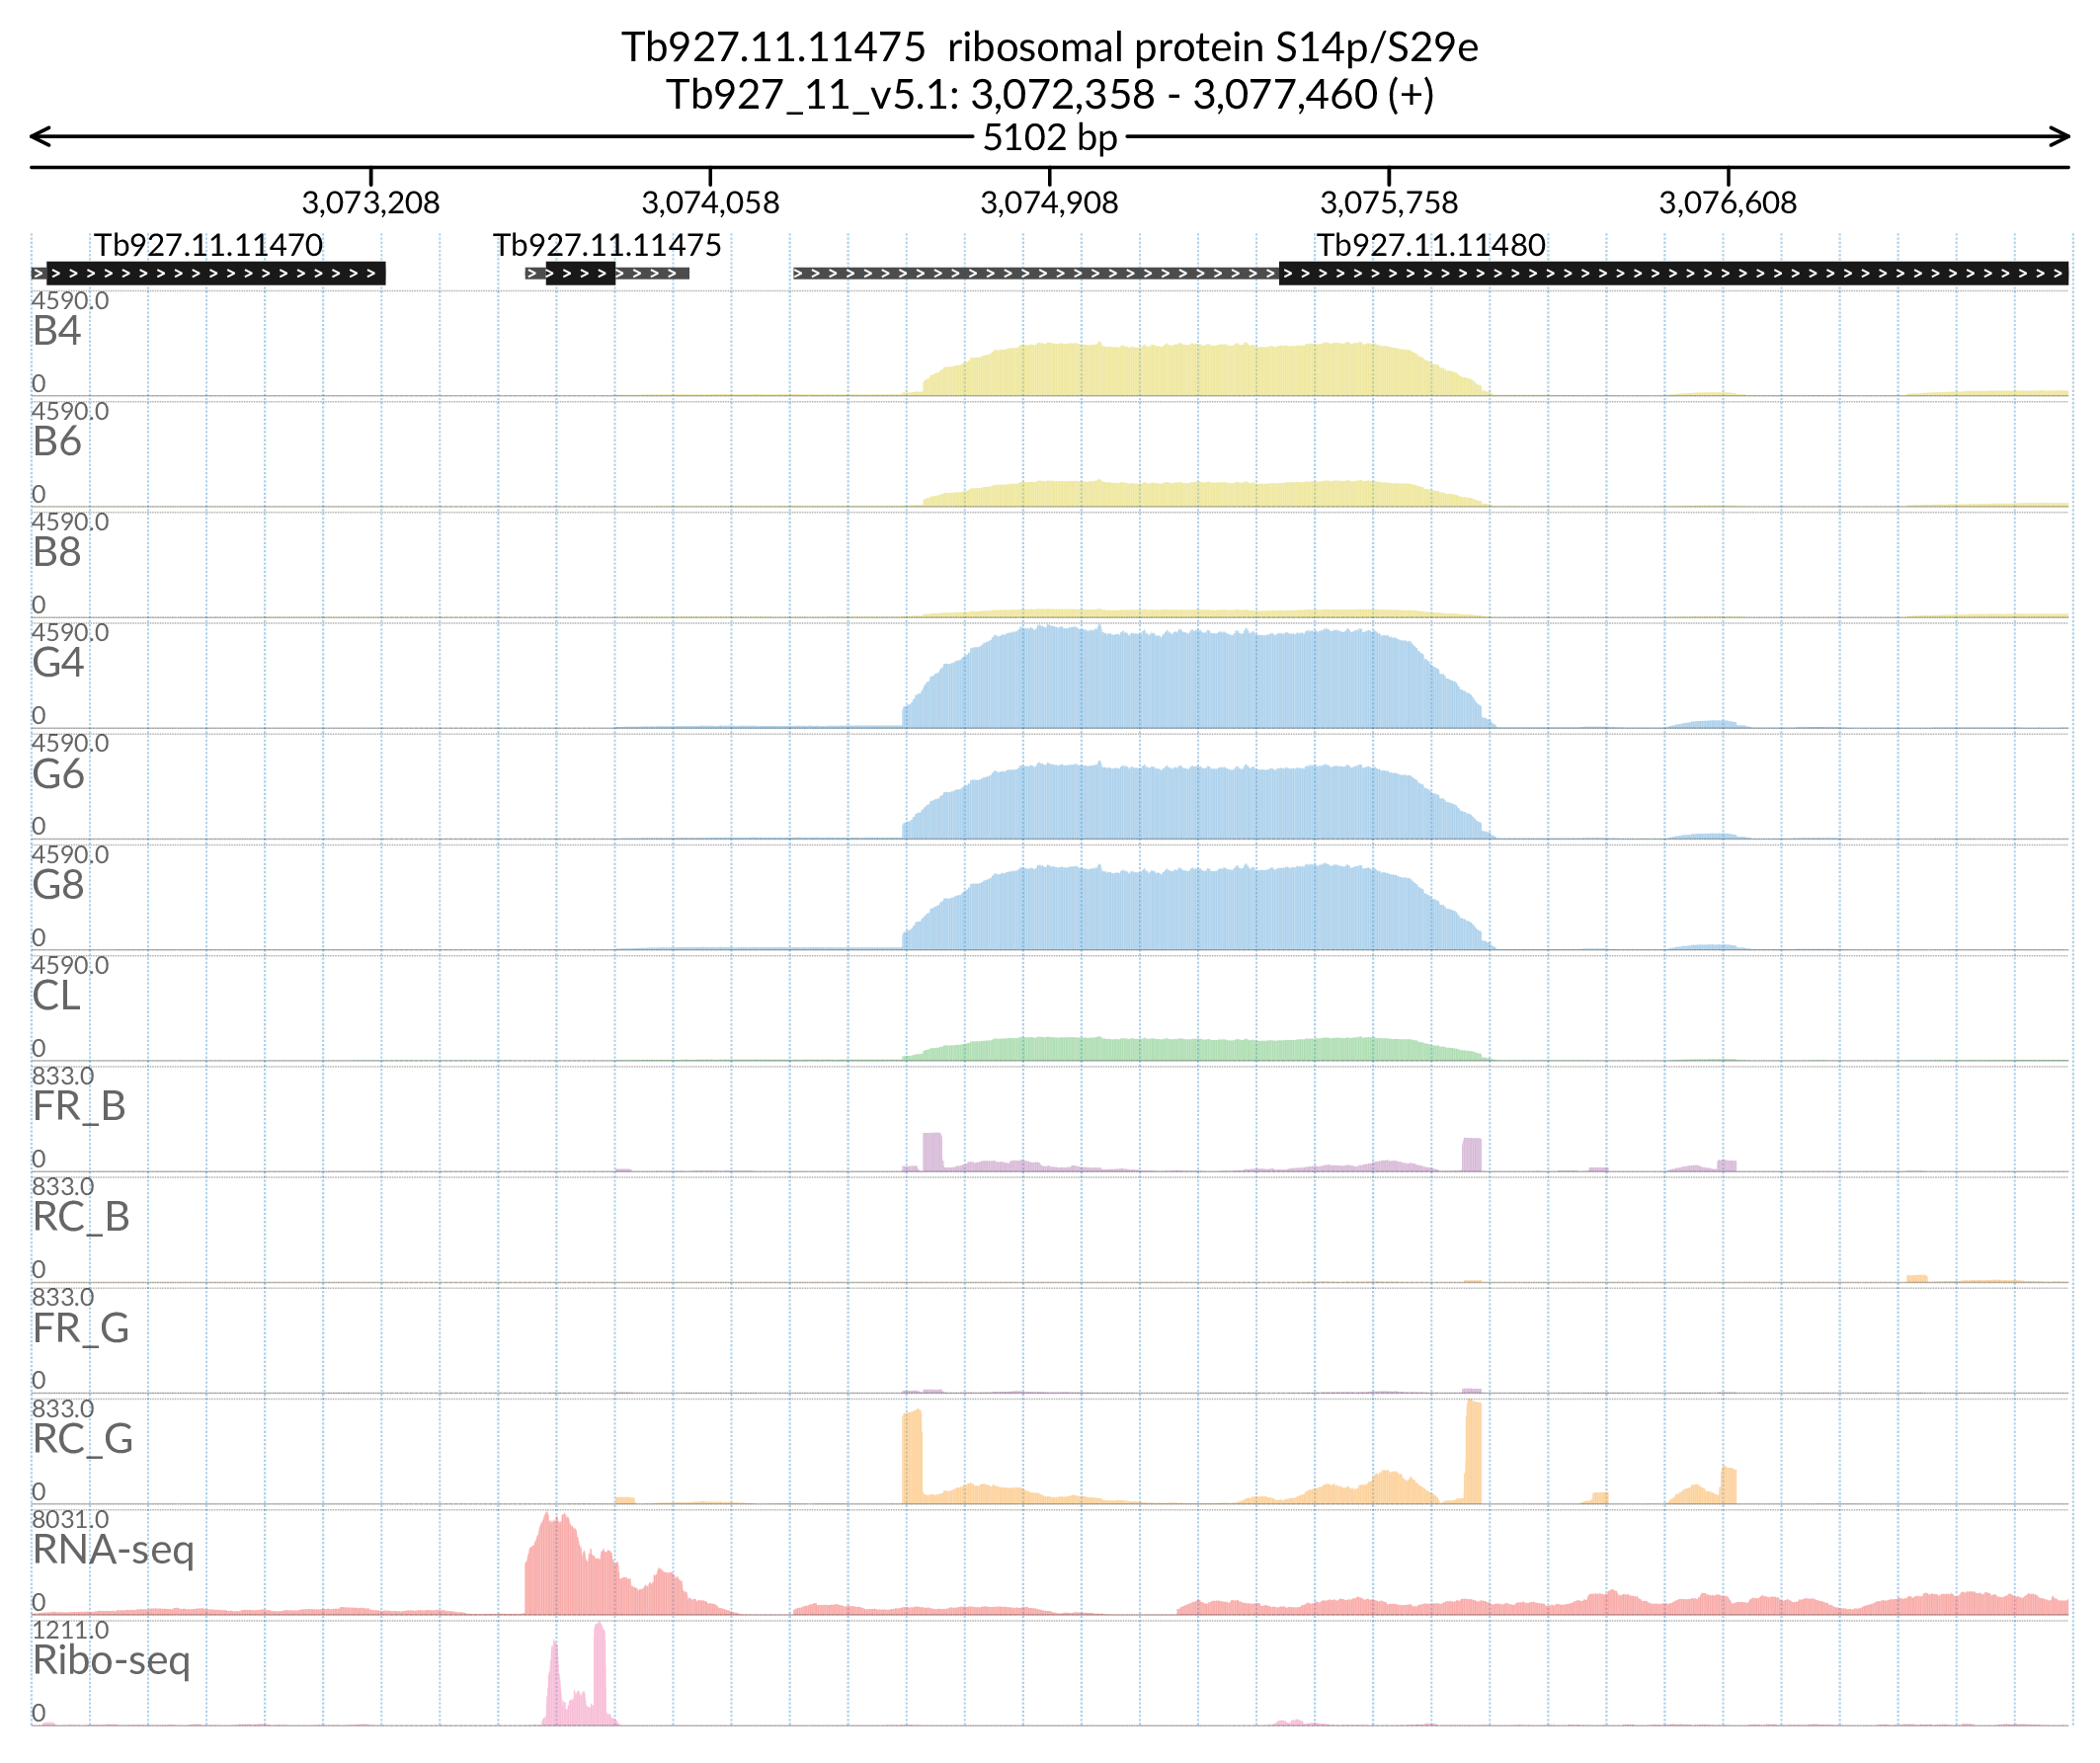 Tb927.11.11475  ribosomal protein S14p/S29e
Tb927_11_v5.1: 3,072,358 - 3,077,460 (+)
5102 bp
3,073,208 3,074,058 3,074,908 3,075,758 3,076,608
Tb927.11.11470 Tb927.11.11475 Tb927.11.11480
4590.0
B4
0
4590.0
B6
0
4590.0
B8
0
4590.0
G4
0
4590.0
G6
0
4590.0
G8
0
4590.0
CL
0
833.0
FR_B
0
833.0
RC_B
0
833.0
FR_G
0
833.0
RC_G
0
8031.0
RNA-seq
0
1211.0
Ribo-seq
0